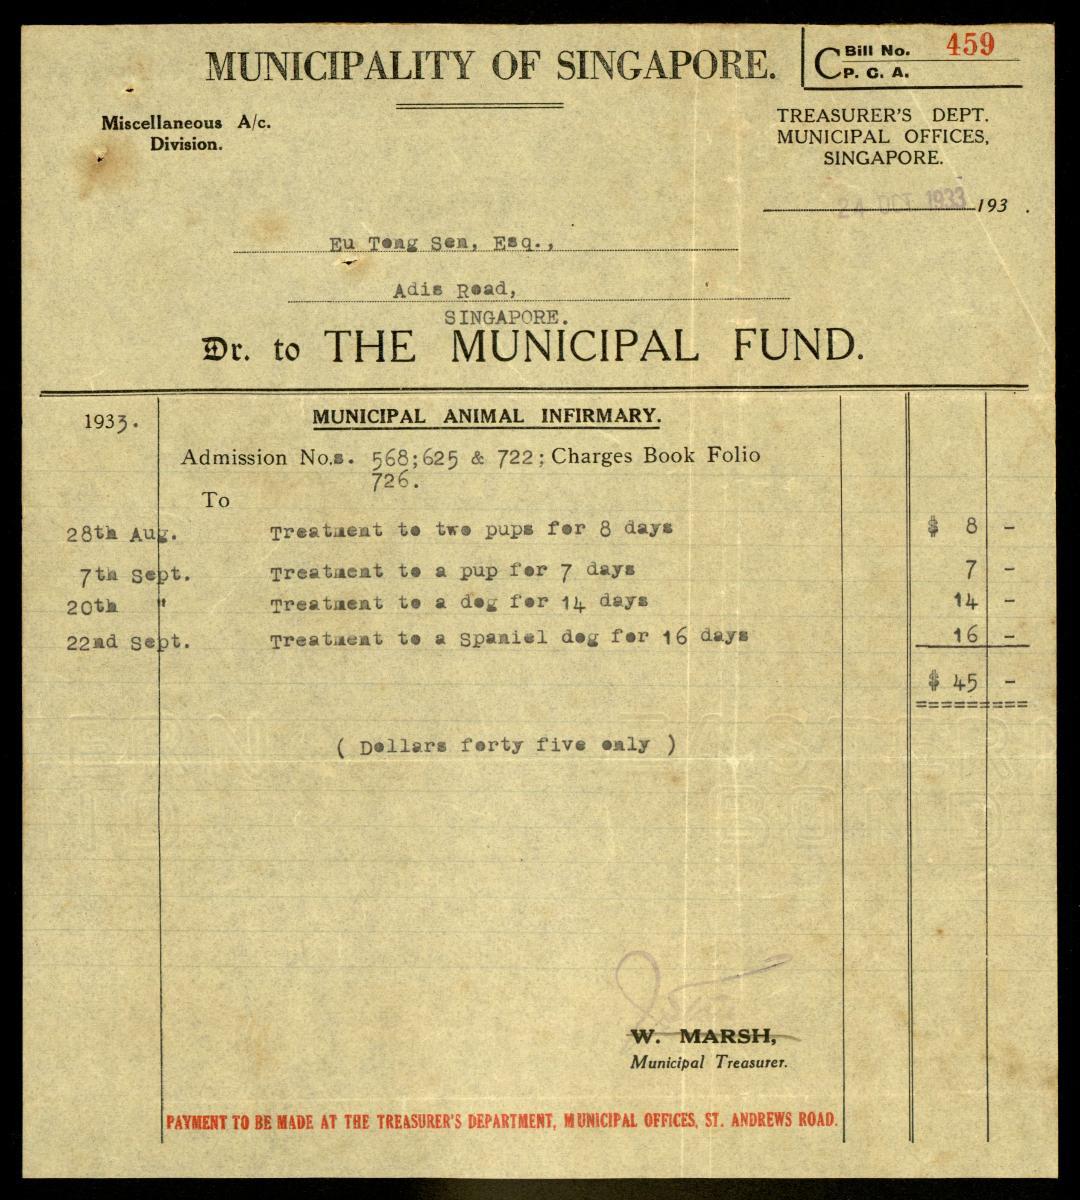 MUNICIPALITY OF SINGAPORE.
C Bill No. 459
P. C. A.
Miscellaneous A/c.
Division.
TREASURER'S DEPT.
MUNICIPAL OFFICES,
SINGAPORE.
24 OCT 1933 193 .
Eu Tong Sen, Esq.,
Adis Road,
SINGAPORE.
Dr. to THE MUNICIPAL FUND.
1933. MUNICIPAL ANIMAL INFIRMARY.
Admission No.s. 568;625 & 722; Charges Book Folio
726.
To
28th Aug. Treatment to two pups for 8 days $ 8 -
7th Sept. Treatment to a pup for 7 days 7 -
20th " Treatment to a dog for 14 days 14 -
22nd Sept. Treatment to a Spaniel dog for 16 days 16 -
$ 45 -
( Dollars forty five only )
W. MARSH,
Municipal Treasurer.
PAYMENT TO BE MADE AT THE TREASURER'S DEPARTMENT, MUNICIPAL OFFICES, ST. ANDREWS ROAD.